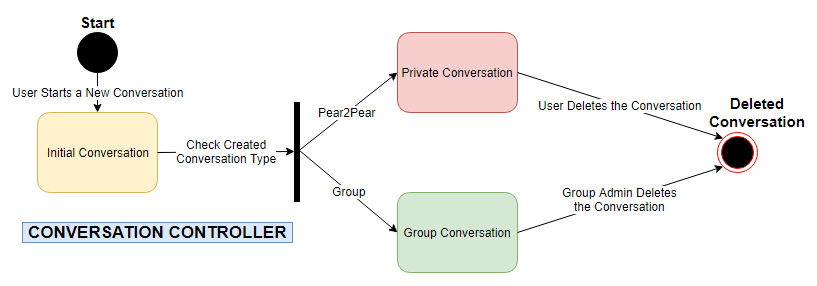 Start
User Starts a New Conversation
Initial Conversation
Check Created
Conversation Type
Pear2Pear
Group
Private Conversation
Group Conversation
User Deletes the Conversation
Group Admin Deletes
the Conversation
Deleted
Conversation
CONVERSATION CONTROLLER